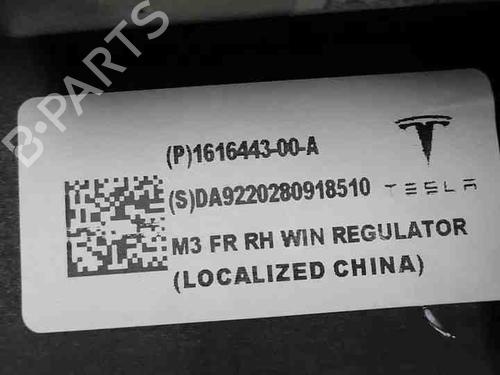 B-PARTS
(P)1616443-00-A
(S)DA9220280918510
TESLA
M3 FR RH WIN REGULATOR
(LOCALIZED CHINA)